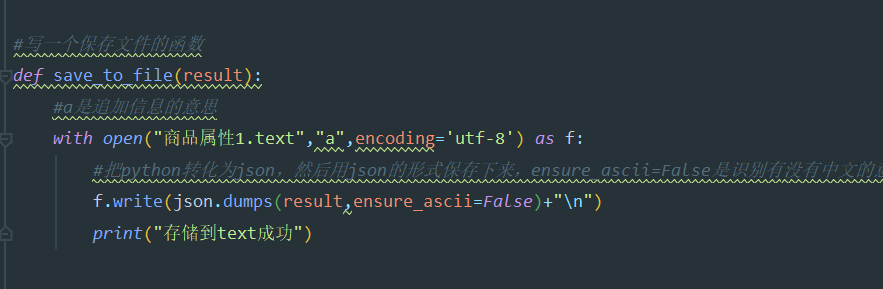 #写一个保存文件的函数
def save_to_file(result):
#a是追加信息的意思
with open("商品属性1.text","a",encoding='utf-8') as f:
#把python转化为json，然后用json的形式保存下来，ensure_ascii=False是识别有没有中文的
f.write(json.dumps(result,ensure_ascii=False)+"\n")
print("存储到text成功")